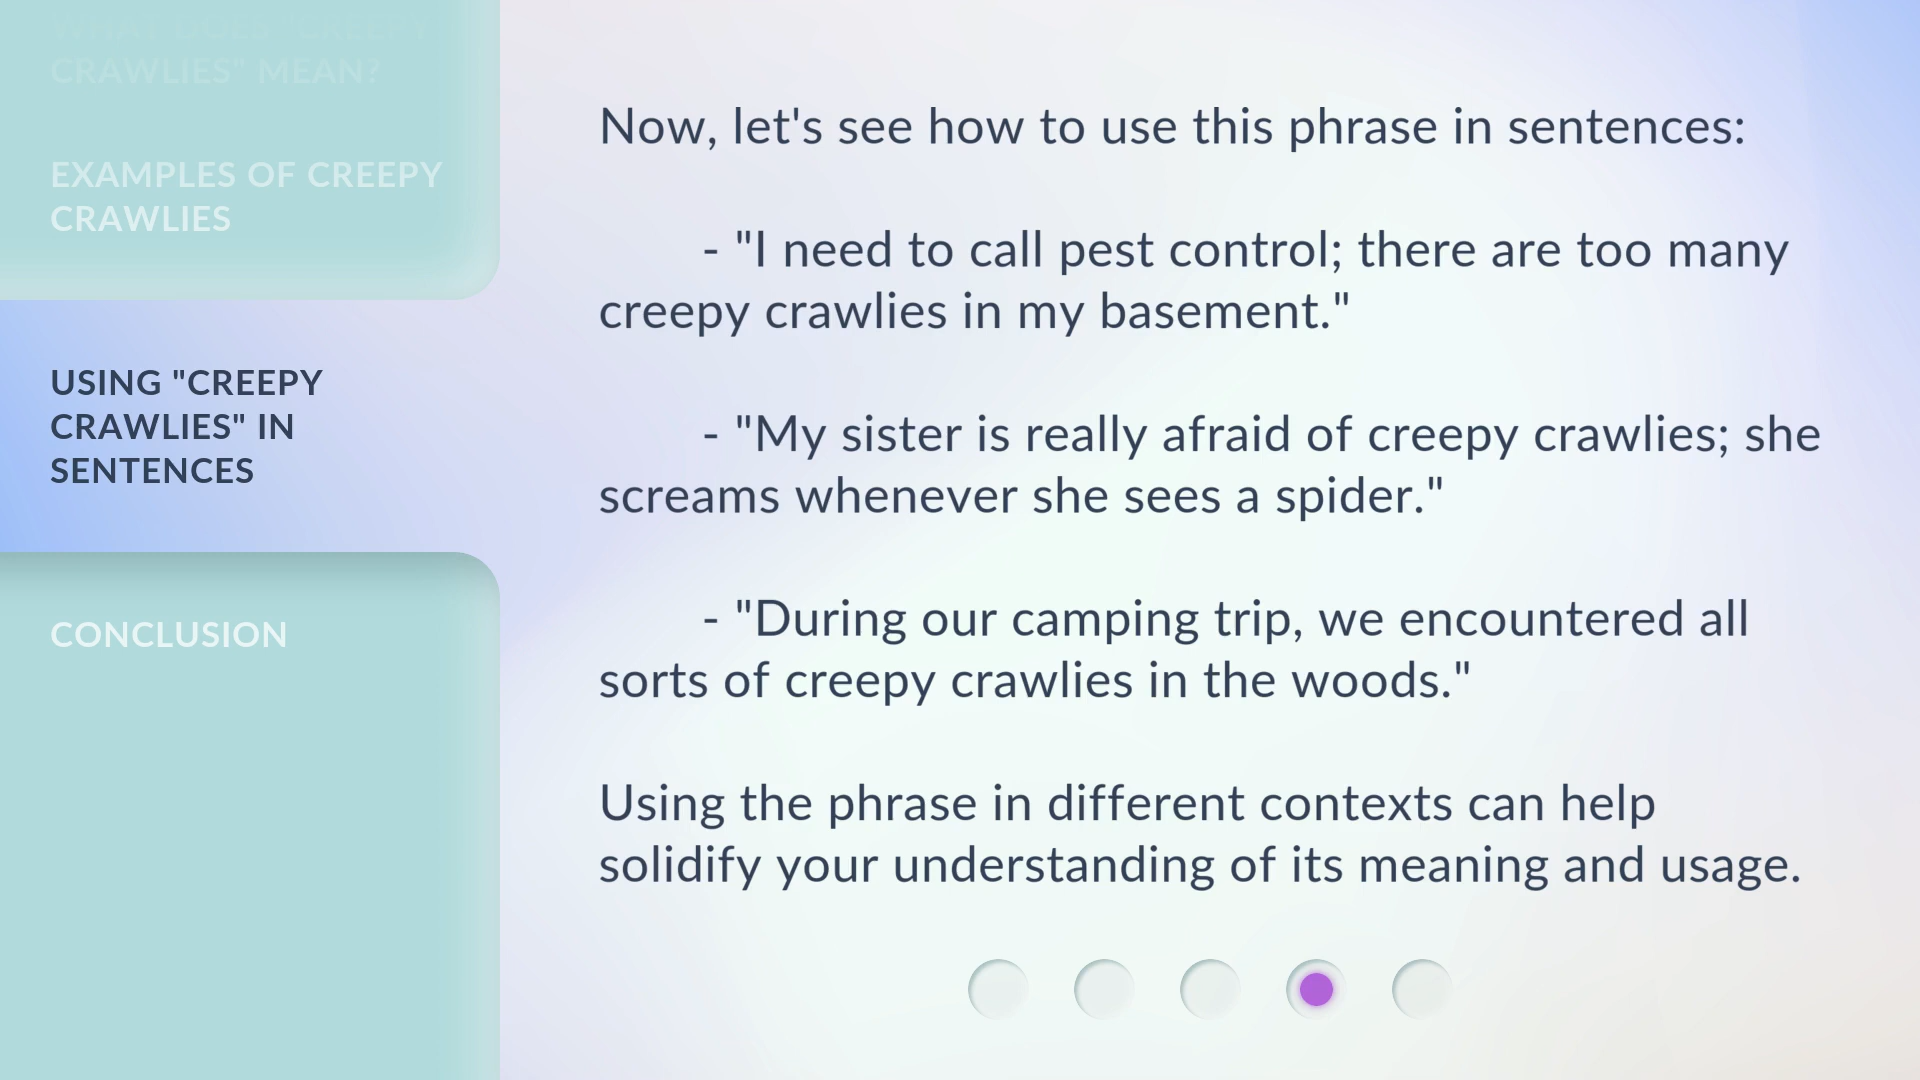 WHAT DOES "CREEPY
CRAWLIES" MEAN?
EXAMPLES OF CREEPY
CRAWLIES
USING "CREEPY
CRAWLIES" IN
SENTENCES
CONCLUSION
Now, let's see how to use this phrase in sentences:
- "I need to call pest control; there are too many
creepy crawlies in my basement."
- "My sister is really afraid of creepy crawlies; she
screams whenever she sees a spider."
- "During our camping trip, we encountered all
sorts of creepy crawlies in the woods."
Using the phrase in different contexts can help
solidify your understanding of its meaning and usage.